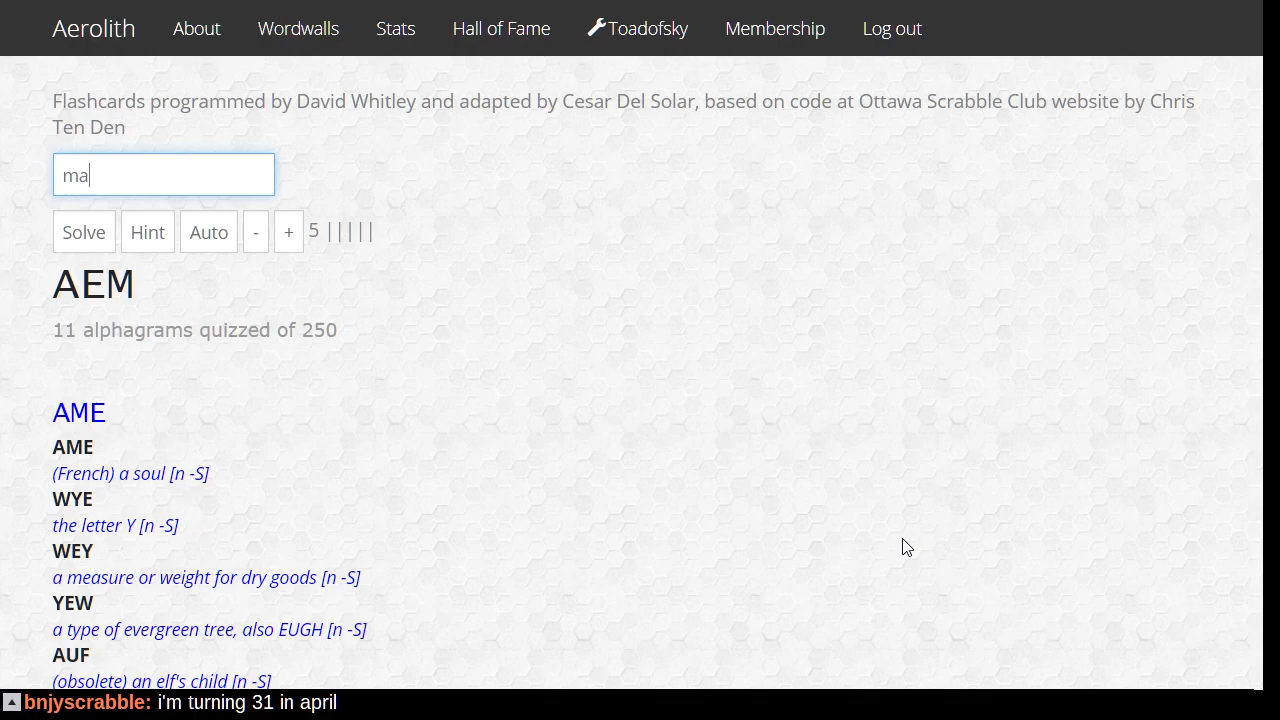 Aerolith About Wordwalls Stats Hall of Fame Toadofsky Membership Log out
Flashcards programmed by David Whitley and adapted by Cesar Del Solar, based on code at Ottawa Scrabble Club website by Chris
Ten Den
ma
Solve Hint Auto - + 5 |||||
AEM
11 alphagrams quizzed of 250
AME
AME
(French) a soul [n -S]
WYE
the letter Y [n -S]
WEY
a measure or weight for dry goods [n -S]
YEW
a type of evergreen tree, also EUGH [n -S]
AUF
(obsolete) an elf's child [n -S]
bnjyscrabble: i'm turning 31 in april